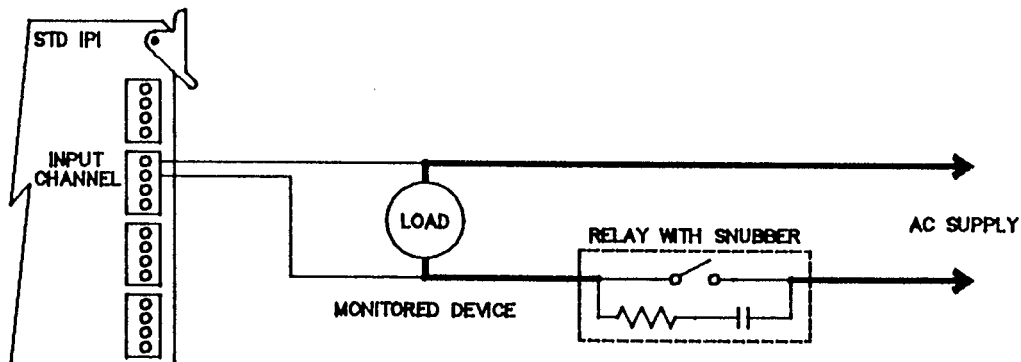 STD IPI
INPUT
CHANNEL
LOAD
AC SUPPLY
RELAY WITH SNUBBER
MONITORED DEVICE